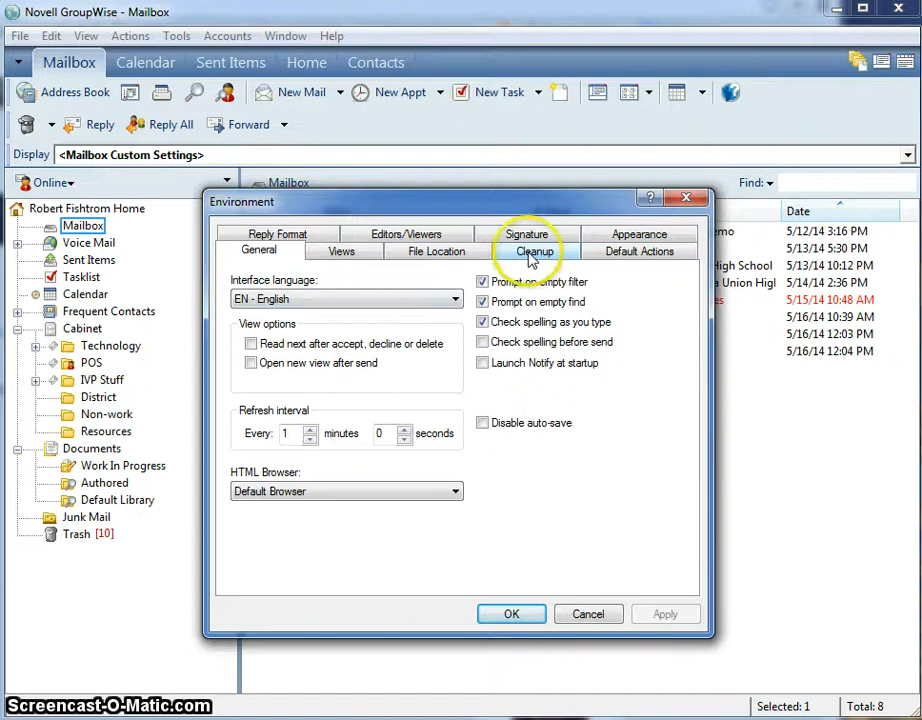 Novell GroupWise - Mailbox
File Edit View Actions Tools Accounts Window Help
Mailbox Calendar Sent Items Home Contacts
Address Book New Mail New Appt New Task
Reply Reply All Forward
Display <Mailbox Custom Settings>
Online Mailbox Find:
Robert Fishtrom Home
Mailbox
Voice Mail
Sent Items
Tasklist
Calendar
Frequent Contacts
Cabinet
Technology
POS
IVP Stuff
District
Non-work
Resources
Documents
Work In Progress
Authored
Default Library
Junk Mail
Trash [10]
Environment
Reply Format Editors/Viewers Signature Appearance
General Views File Location Cleanup Default Actions
Interface language:
EN - English
View options
Read next after accept, decline or delete
Open new view after send
Refresh interval
Every: 1 minutes 0 seconds
HTML Browser:
Default Browser
Prompt on empty filter
Prompt on empty find
Check spelling as you type
Check spelling before send
Launch Notify at startup
Disable auto-save
OK Cancel Apply
Date
5/12/14 3:16 PM
5/13/14 5:30 PM
High School 5/13/14 10:12 PM
a Union High 5/14/14 2:36 PM
5/15/14 10:48 AM
5/16/14 10:39 AM
5/16/14 12:03 PM
5/16/14 12:04 PM
Screencast-O-Matic.com
Selected: 1 Total: 8